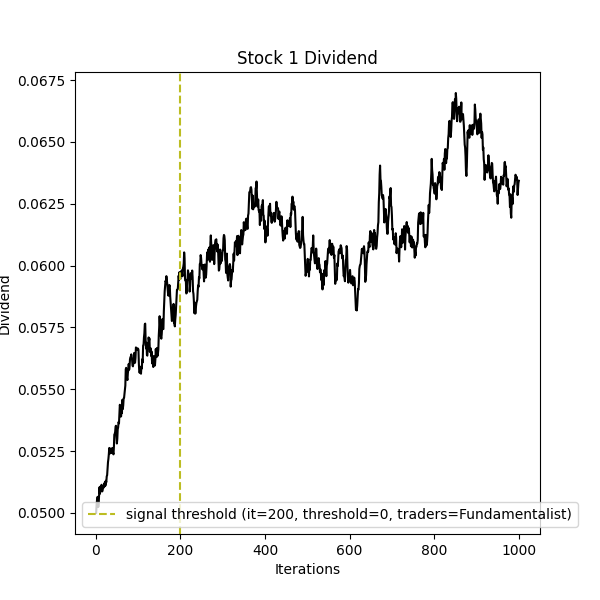 Stock 1 Dividend
0.0675
0.0650
0.0625
0.0600
0.0575
0.0550
0.0525
0.0500
Dividend
signal threshold (it=200, threshold=0, traders=Fundamentalist)
0 200 400 600 800 1000
Iterations